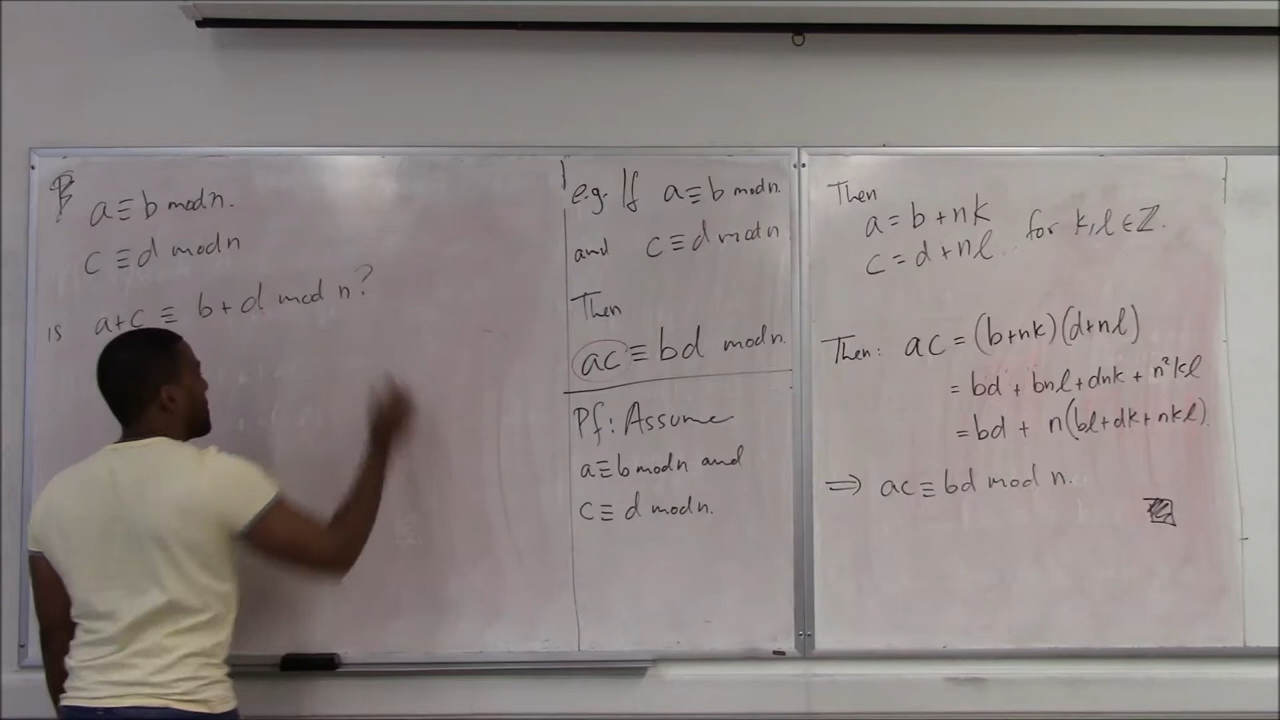 a ≡ b mod n.
c ≡ d mod n
is a+c ≡ b+d mod n?
e.g. If a ≡ b mod n.
and c ≡ d mod n
Then
ac ≡ bd mod n.
Pf: Assume
a ≡ b mod n and
c ≡ d mod n.
Then
a = b + nk
c = d + nl for k, l ∈ ℤ.
Then: ac = (b+nk)(d+nl)
= bd + bnl + dnk + n²kl
= bd + n(bl+dk+nkl).
⟹ ac ≡ bd mod n.